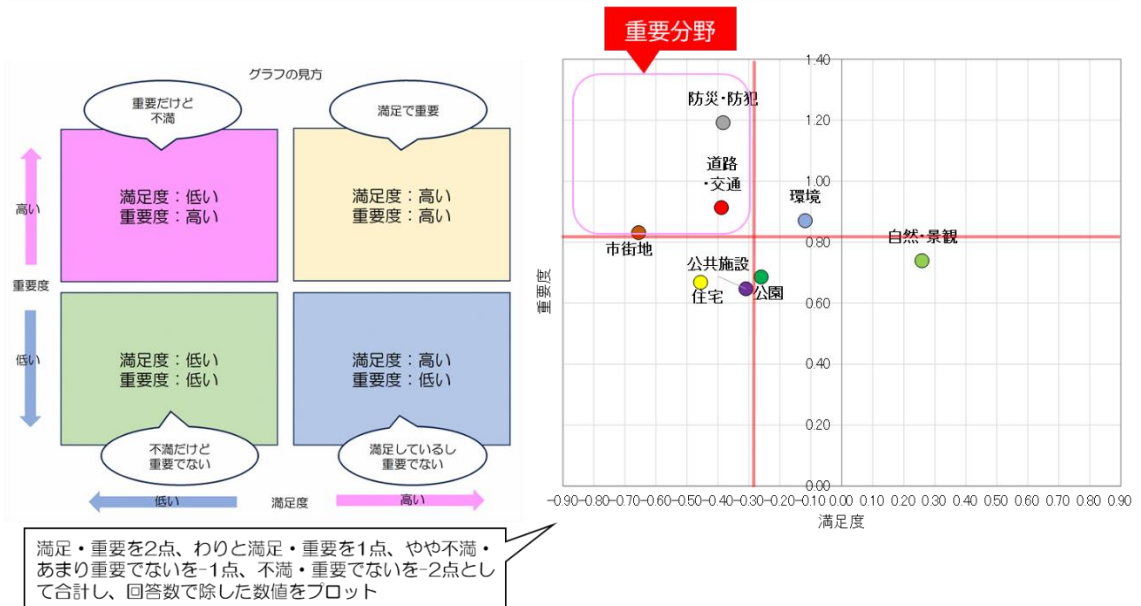 グラフの見方
重要だけど
不満
満足で重要
満足度：低い
重要度：高い
満足度：高い
重要度：高い
高い
重要度
低い
満足度：低い
重要度：低い
満足度：高い
重要度：低い
不満だけど
重要でない
満足しているし
重要でない
低い
満足度
高い
満足・重要を2点、わりと満足・重要を1点、やや不満・
あまり重要でないを-1点、不満・重要でないを-2点とし
て合計し、回答数で除した数値をプロット
重要分野
1.40
1.20
1.00
0.80
0.60
0.40
0.20
0.00
重要度
防災・防犯
道路
・交通
環境
自然・景観
市街地
公共施設
住宅
公園
-0.90 -0.80 -0.70 -0.60 -0.50 -0.40 -0.30 -0.20 -0.10 0.00 0.10 0.20 0.30 0.40 0.50 0.60 0.70 0.80 0.90
満足度